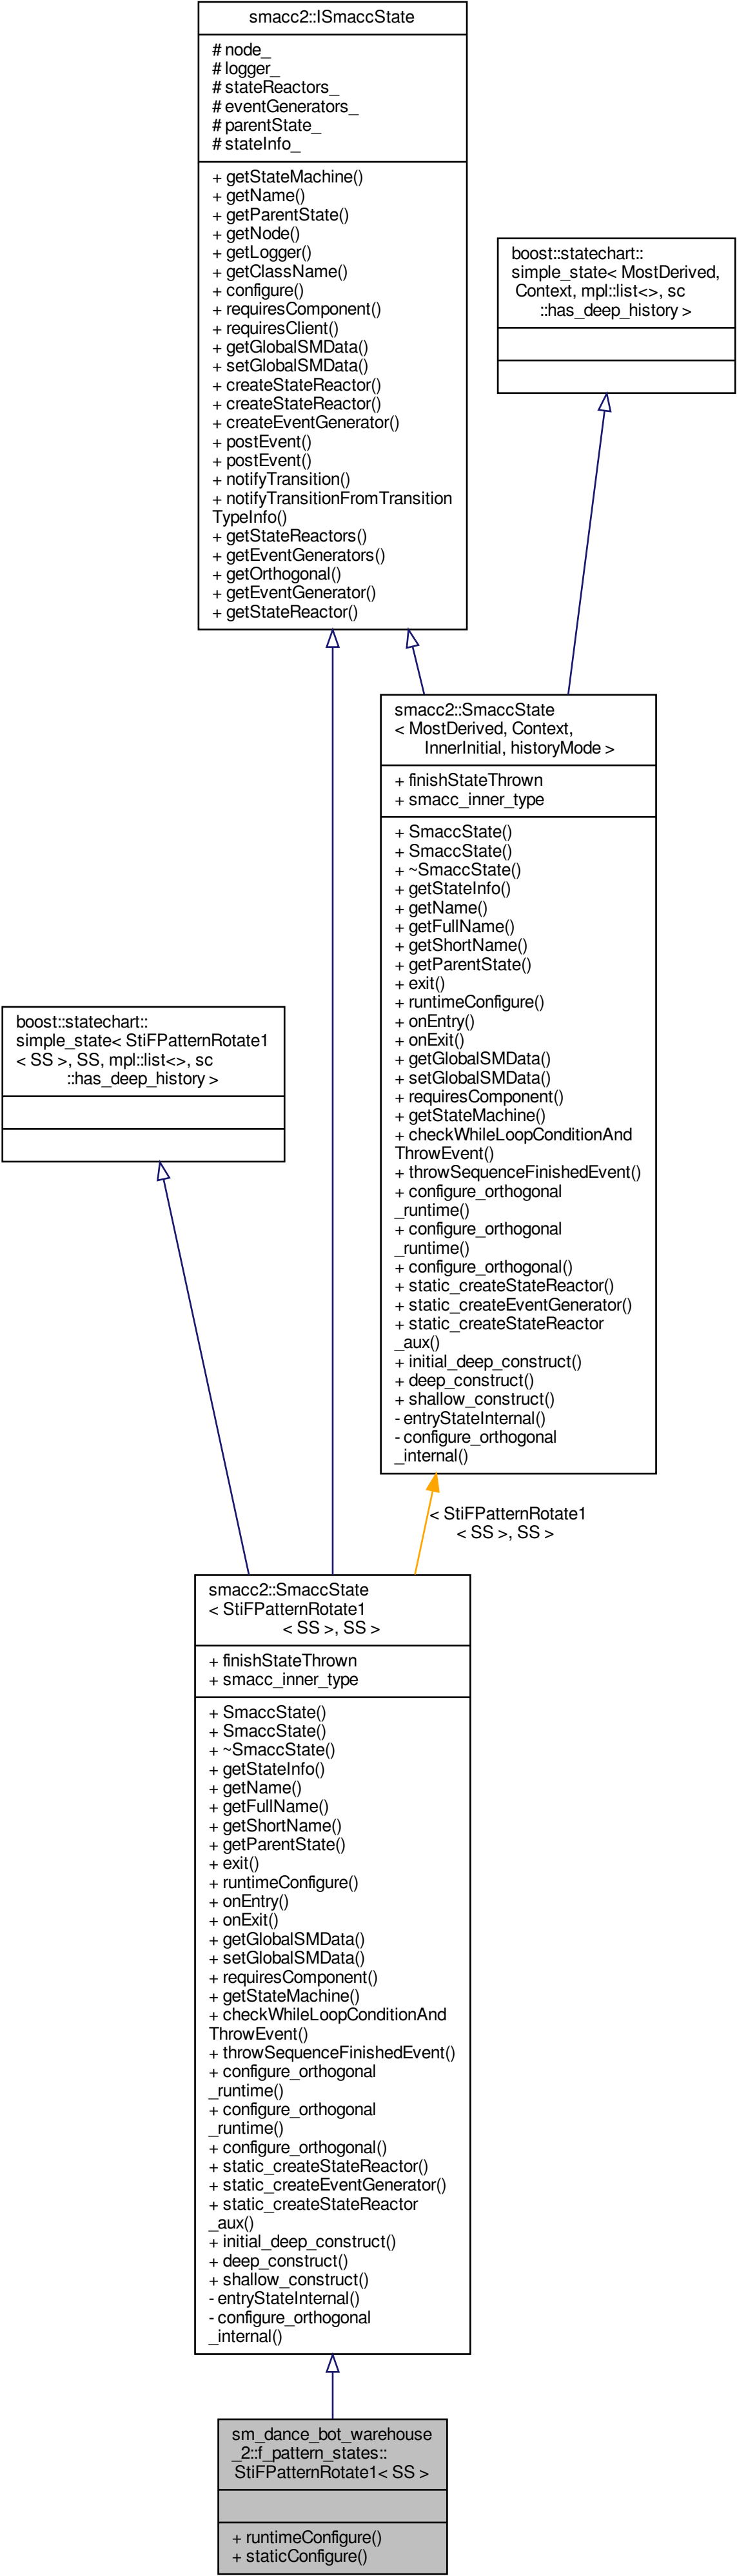 smacc2::ISmaccState
# node_
# logger_
# stateReactors_
# eventGenerators_
# parentState_
# stateInfo_
+ getStateMachine()
+ getName()
+ getParentState()
+ getNode()
+ getLogger()
+ getClassName()
+ configure()
+ requiresComponent()
+ requiresClient()
+ getGlobalSMData()
+ setGlobalSMData()
+ createStateReactor()
+ createStateReactor()
+ createEventGenerator()
+ postEvent()
+ postEvent()
+ notifyTransition()
+ notifyTransitionFromTransition
TypeInfo()
+ getStateReactors()
+ getEventGenerators()
+ getOrthogonal()
+ getEventGenerator()
+ getStateReactor()
boost::statechart::
simple_state< MostDerived,
Context, mpl::list<>, sc
::has_deep_history >
smacc2::SmaccState
< MostDerived, Context,
InnerInitial, historyMode >
+ finishStateThrown
+ smacc_inner_type
+ SmaccState()
+ SmaccState()
+ ~SmaccState()
+ getStateInfo()
+ getName()
+ getFullName()
+ getShortName()
+ getParentState()
+ exit()
+ runtimeConfigure()
+ onEntry()
+ onExit()
+ getGlobalSMData()
+ setGlobalSMData()
+ requiresComponent()
+ getStateMachine()
+ checkWhileLoopConditionAnd
ThrowEvent()
+ throwSequenceFinishedEvent()
+ configure_orthogonal
_runtime()
+ configure_orthogonal
_runtime()
+ configure_orthogonal()
+ static_createStateReactor()
+ static_createEventGenerator()
+ static_createStateReactor
_aux()
+ initial_deep_construct()
+ deep_construct()
+ shallow_construct()
- entryStateInternal()
- configure_orthogonal
_internal()
boost::statechart::
simple_state< StiFPatternRotate1
< SS >, SS, mpl::list<>, sc
::has_deep_history >
< StiFPatternRotate1
< SS >, SS >
smacc2::SmaccState
< StiFPatternRotate1
< SS >, SS >
+ finishStateThrown
+ smacc_inner_type
+ SmaccState()
+ SmaccState()
+ ~SmaccState()
+ getStateInfo()
+ getName()
+ getFullName()
+ getShortName()
+ getParentState()
+ exit()
+ runtimeConfigure()
+ onEntry()
+ onExit()
+ getGlobalSMData()
+ setGlobalSMData()
+ requiresComponent()
+ getStateMachine()
+ checkWhileLoopConditionAnd
ThrowEvent()
+ throwSequenceFinishedEvent()
+ configure_orthogonal
_runtime()
+ configure_orthogonal
_runtime()
+ configure_orthogonal()
+ static_createStateReactor()
+ static_createEventGenerator()
+ static_createStateReactor
_aux()
+ initial_deep_construct()
+ deep_construct()
+ shallow_construct()
- entryStateInternal()
- configure_orthogonal
_internal()
sm_dance_bot_warehouse
_2::f_pattern_states::
StiFPatternRotate1< SS >
+ runtimeConfigure()
+ staticConfigure()